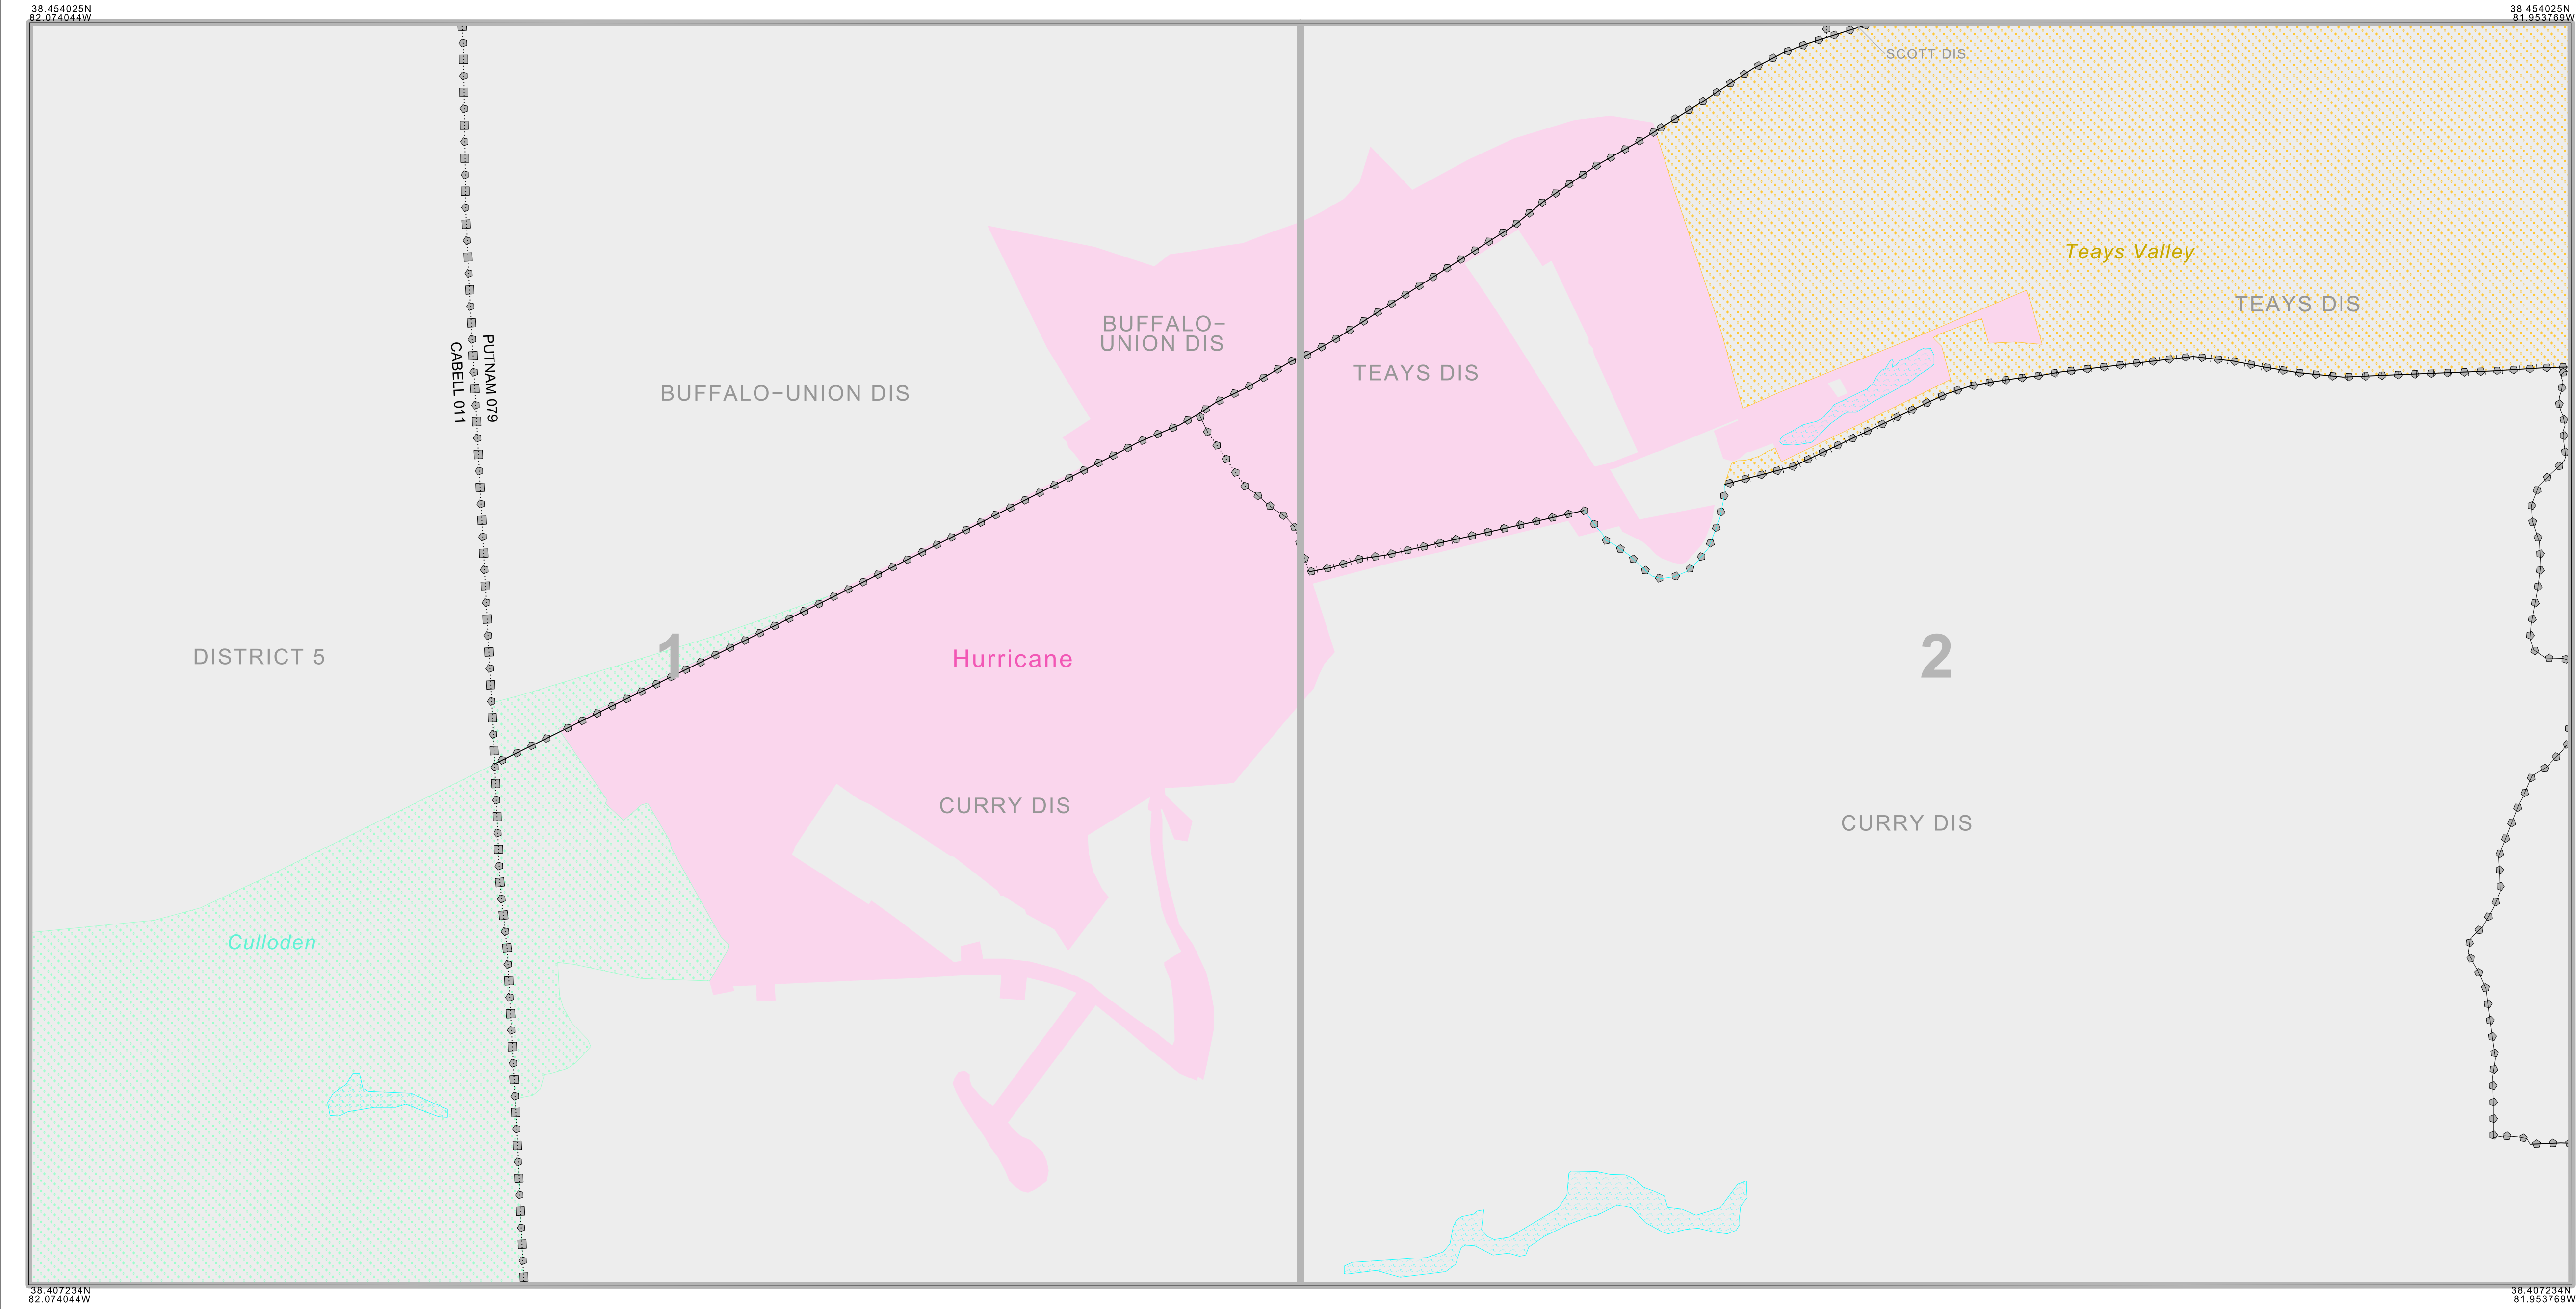 38.454025N
82.074044W
38.454025N
81.953769W
SCOTT DIS
Teays Valley
TEAYS DIS
BUFFALO-
UNION DIS
PUTNAM 079
CABELL 011
BUFFALO-UNION DIS
TEAYS DIS
DISTRICT 5
1
Hurricane
2
CURRY DIS
CURRY DIS
Culloden
38.407234N
82.074044W
38.407234N
81.953769W